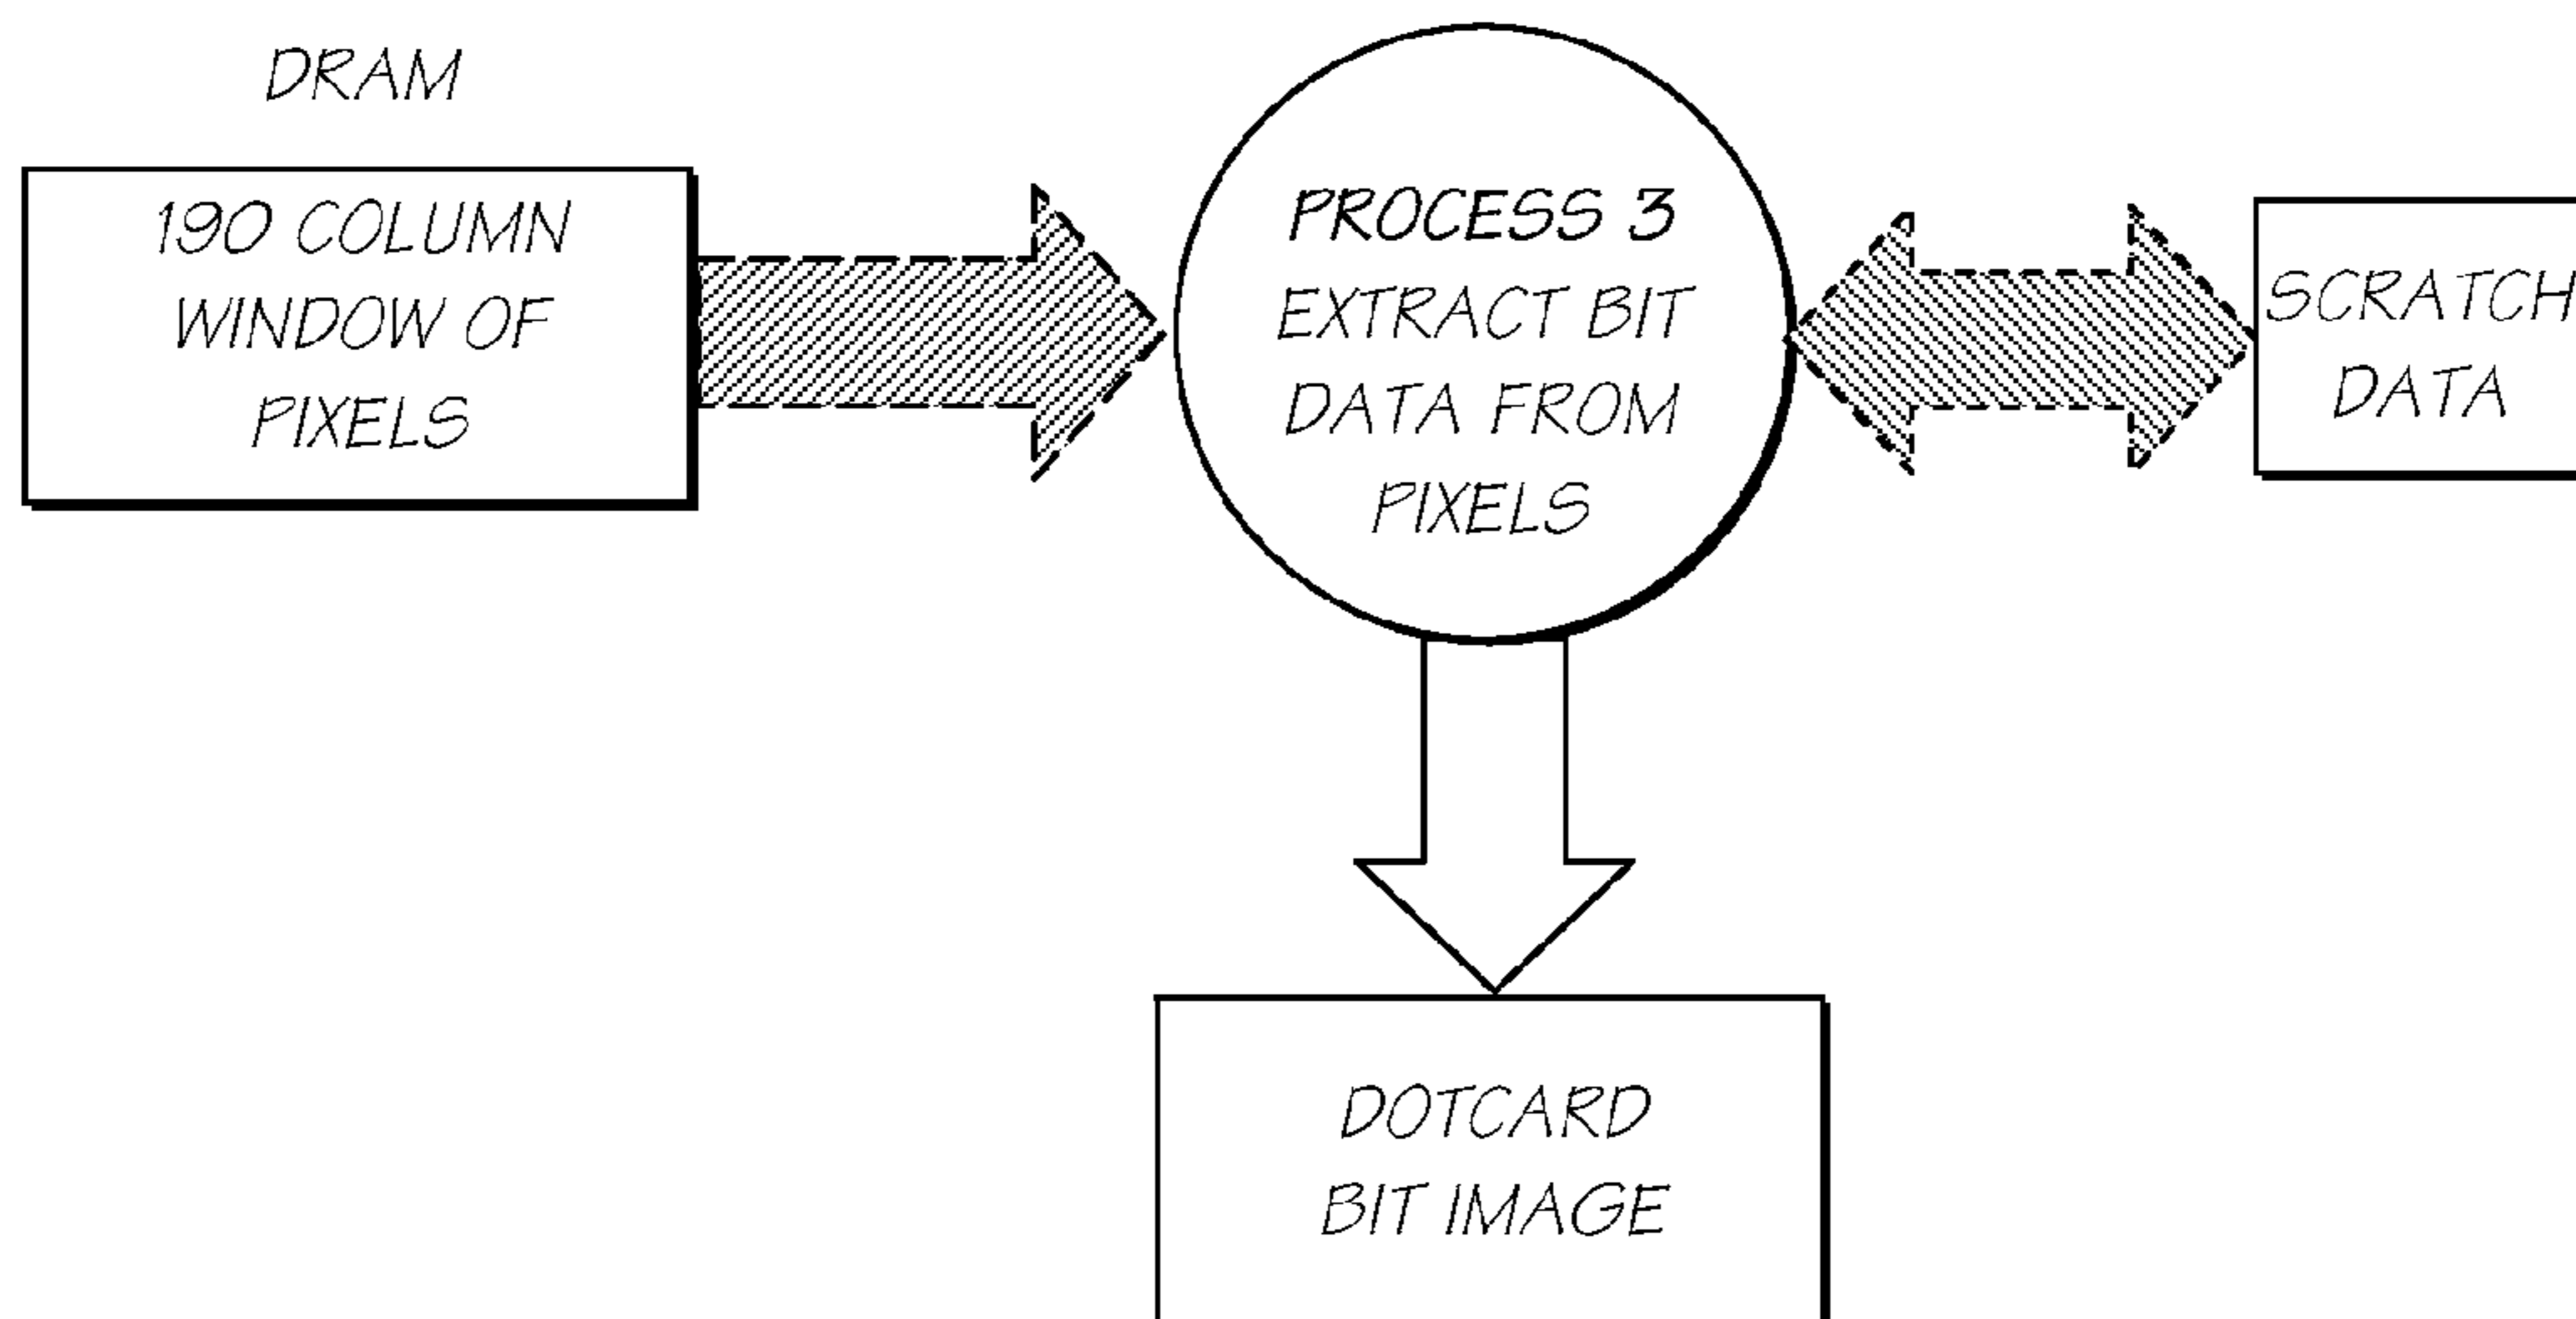 DRAM
190 COLUMN
WINDOW OF
PIXELS
PROCESS 3
EXTRACT BIT
DATA FROM
PIXELS
SCRATCH
DATA
DOTCARD
BIT IMAGE